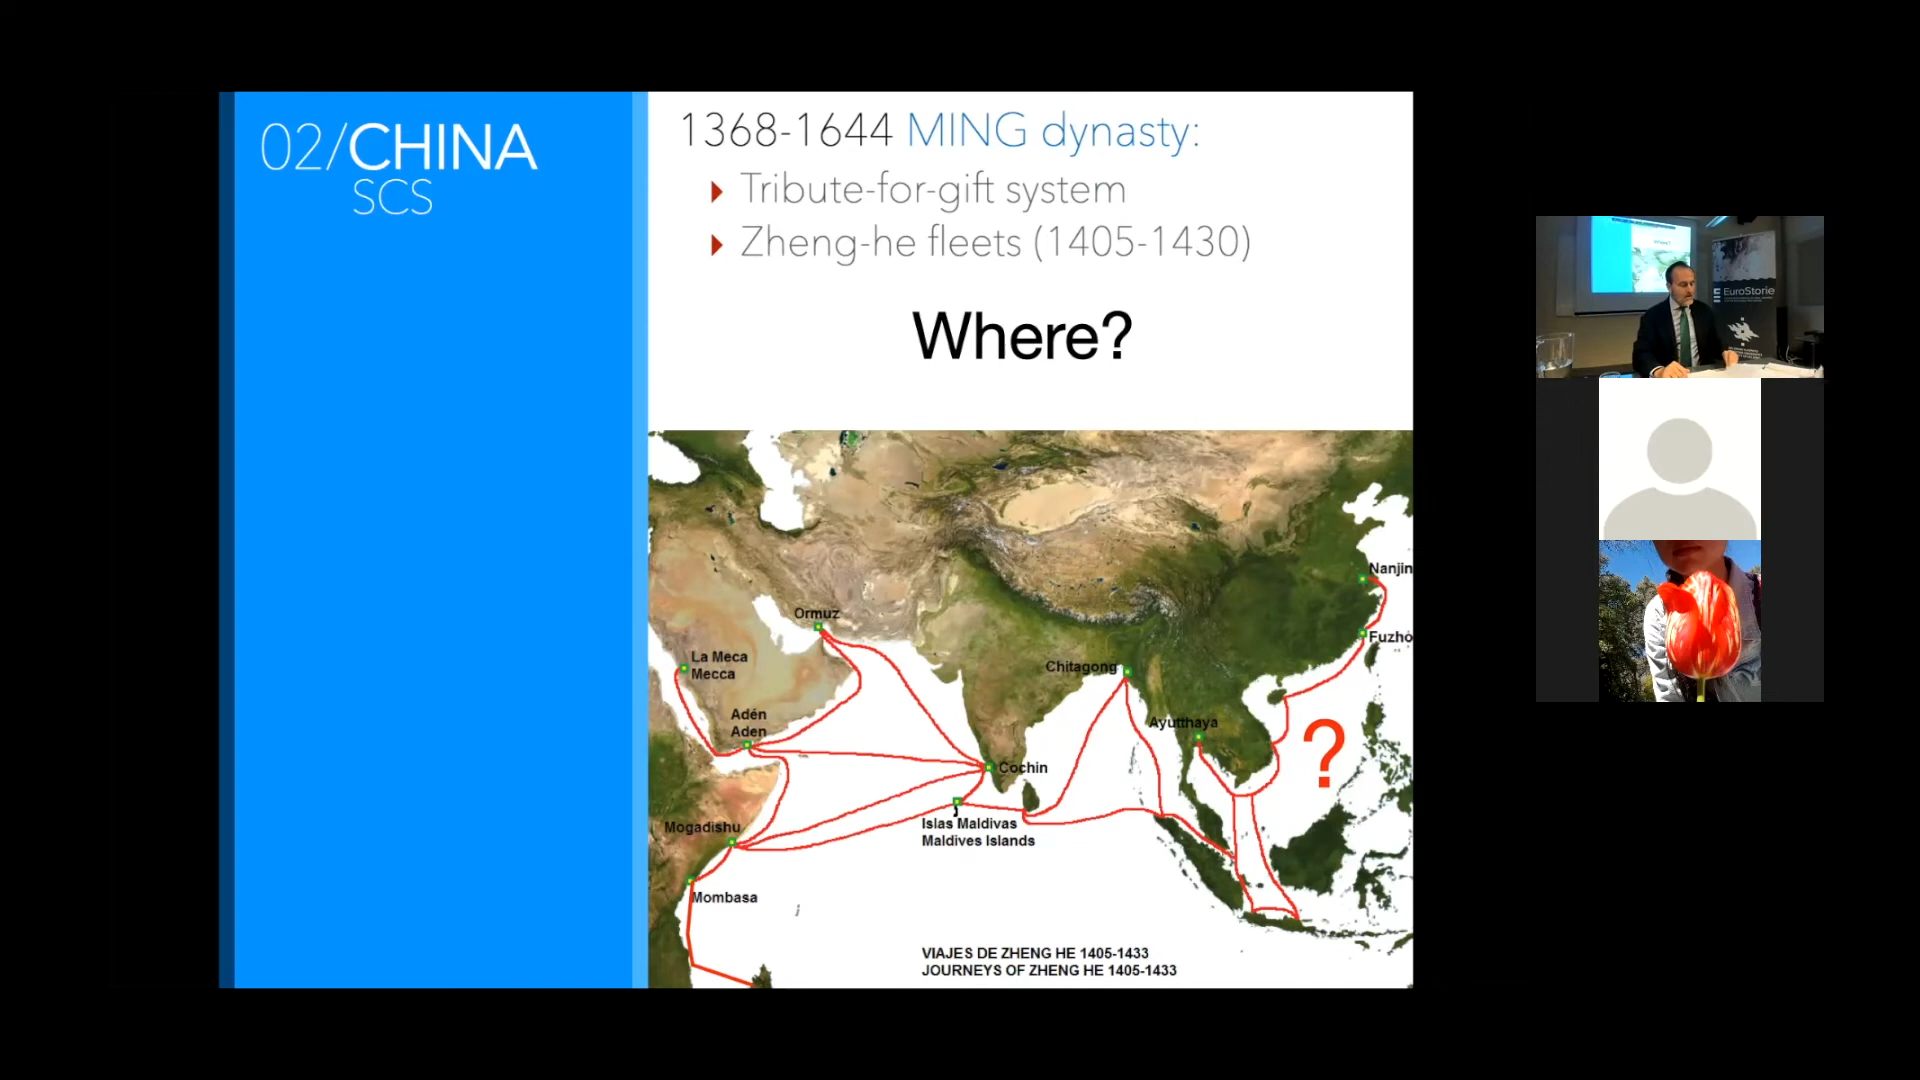 02/CHINA
SCS
1368-1644 MING dynasty:
Tribute-for-gift system
Zheng-he fleets (1405-1430)
Where?
Nanjin
Ormuz
Fuzho
La Meca
Mecca
Chitagong
Adén
Aden
Ayutthaya
?
Cochin
Islas Maldivas
Maldives Islands
Mogadishu
Mombasa
VIAJES DE ZHENG HE 1405-1433
JOURNEYS OF ZHENG HE 1405-1433
Where?
EuroStorie